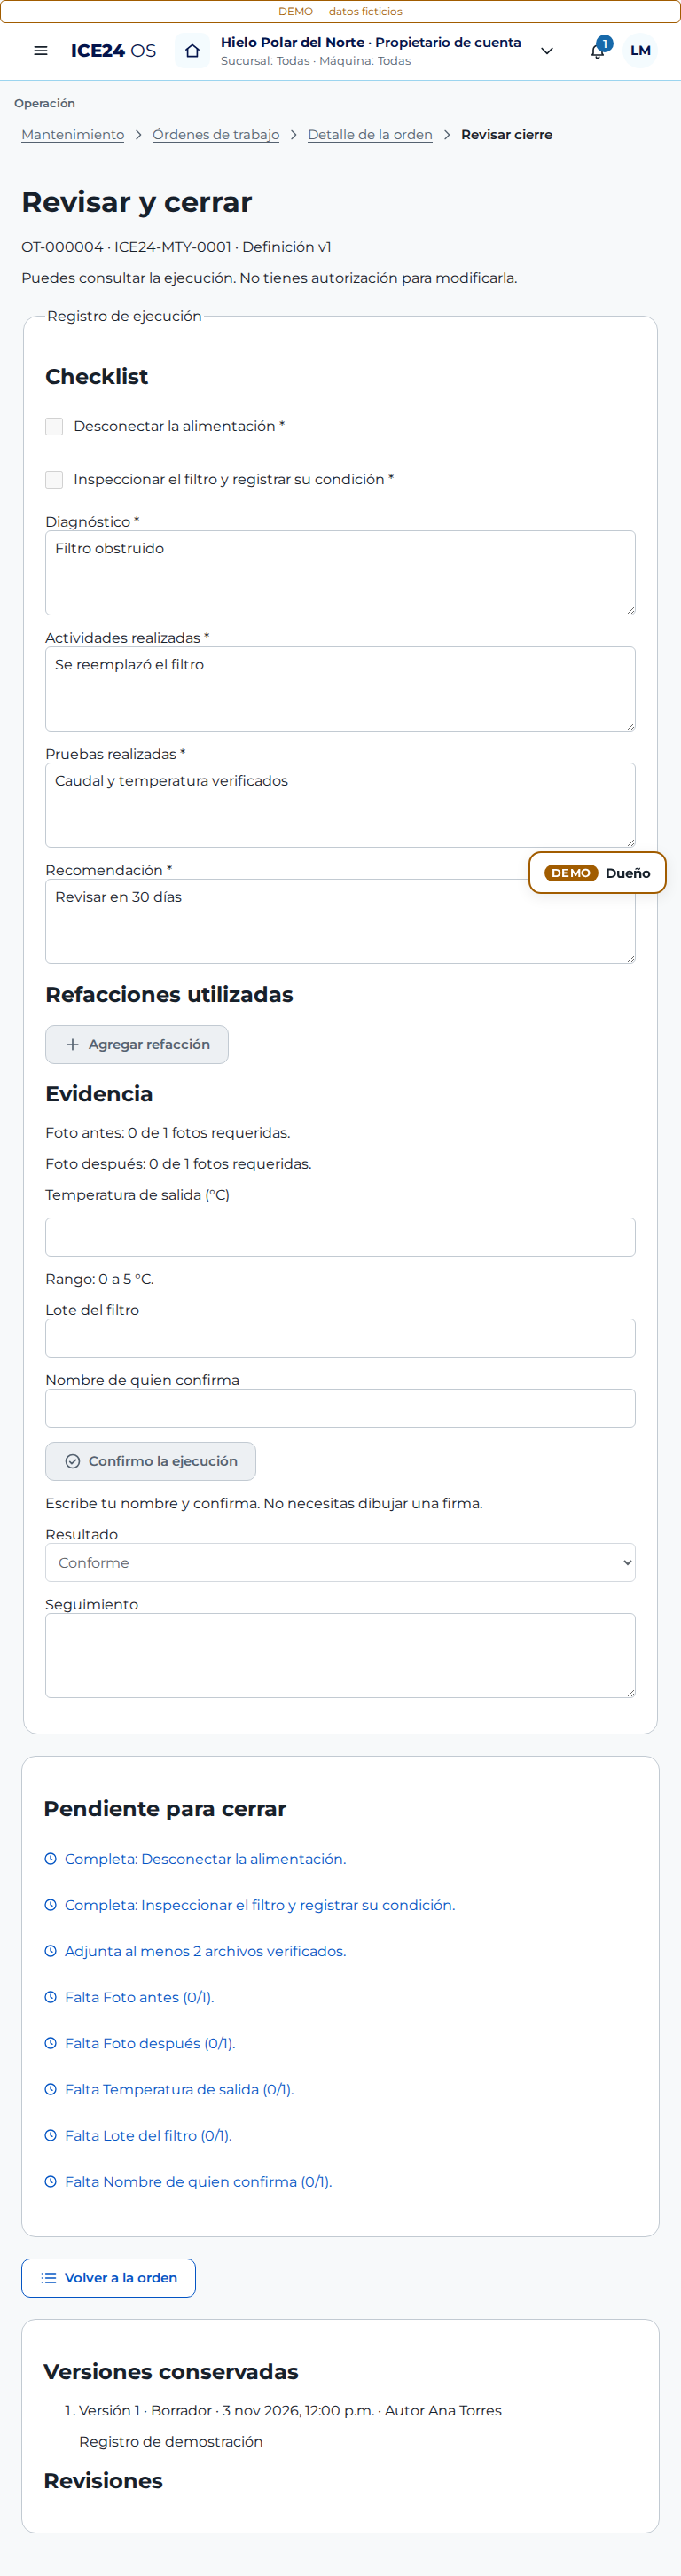 DEMO — datos ficticios
ICE24 OS
Hielo Polar del Norte · Propietario de cuenta
Sucursal: Todas · Máquina: Todas
1
LM
Operación
Mantenimiento > Órdenes de trabajo > Detalle de la orden > Revisar cierre
Revisar y cerrar
OT-000004 · ICE24-MTY-0001 · Definición v1
Puedes consultar la ejecución. No tienes autorización para modificarla.
Registro de ejecución
Checklist
Desconectar la alimentación *
Inspeccionar el filtro y registrar su condición *
Diagnóstico *
Filtro obstruido
Actividades realizadas *
Se reemplazó el filtro
Pruebas realizadas *
Caudal y temperatura verificados
Recomendación *
DEMO Dueño
Revisar en 30 días
Refacciones utilizadas
Agregar refacción
Evidencia
Foto antes: 0 de 1 fotos requeridas.
Foto después: 0 de 1 fotos requeridas.
Temperatura de salida (°C)
Rango: 0 a 5 °C.
Lote del filtro
Nombre de quien confirma
Confirmo la ejecución
Escribe tu nombre y confirma. No necesitas dibujar una firma.
Resultado
Conforme
Seguimiento
Pendiente para cerrar
Completa: Desconectar la alimentación.
Completa: Inspeccionar el filtro y registrar su condición.
Adjunta al menos 2 archivos verificados.
Falta Foto antes (0/1).
Falta Foto después (0/1).
Falta Temperatura de salida (0/1).
Falta Lote del filtro (0/1).
Falta Nombre de quien confirma (0/1).
Volver a la orden
Versiones conservadas
1. Versión 1 · Borrador · 3 nov 2026, 12:00 p.m. · Autor Ana Torres
Registro de demostración
Revisiones